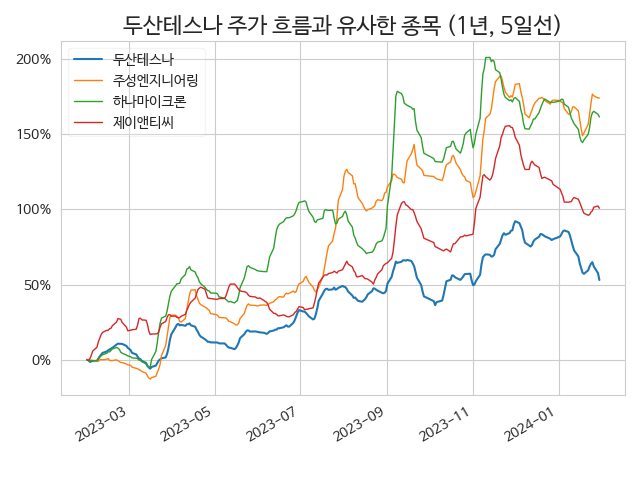 두산테스나 주가 흐름과 유사한 종목 (1년, 5일선)
두산테스나
주성엔지니어링
하나마이크론
제이앤티씨
200%
150%
100%
50%
0%
2023-03
2023-05
2023-07
2023-09
2023-11
2024-01